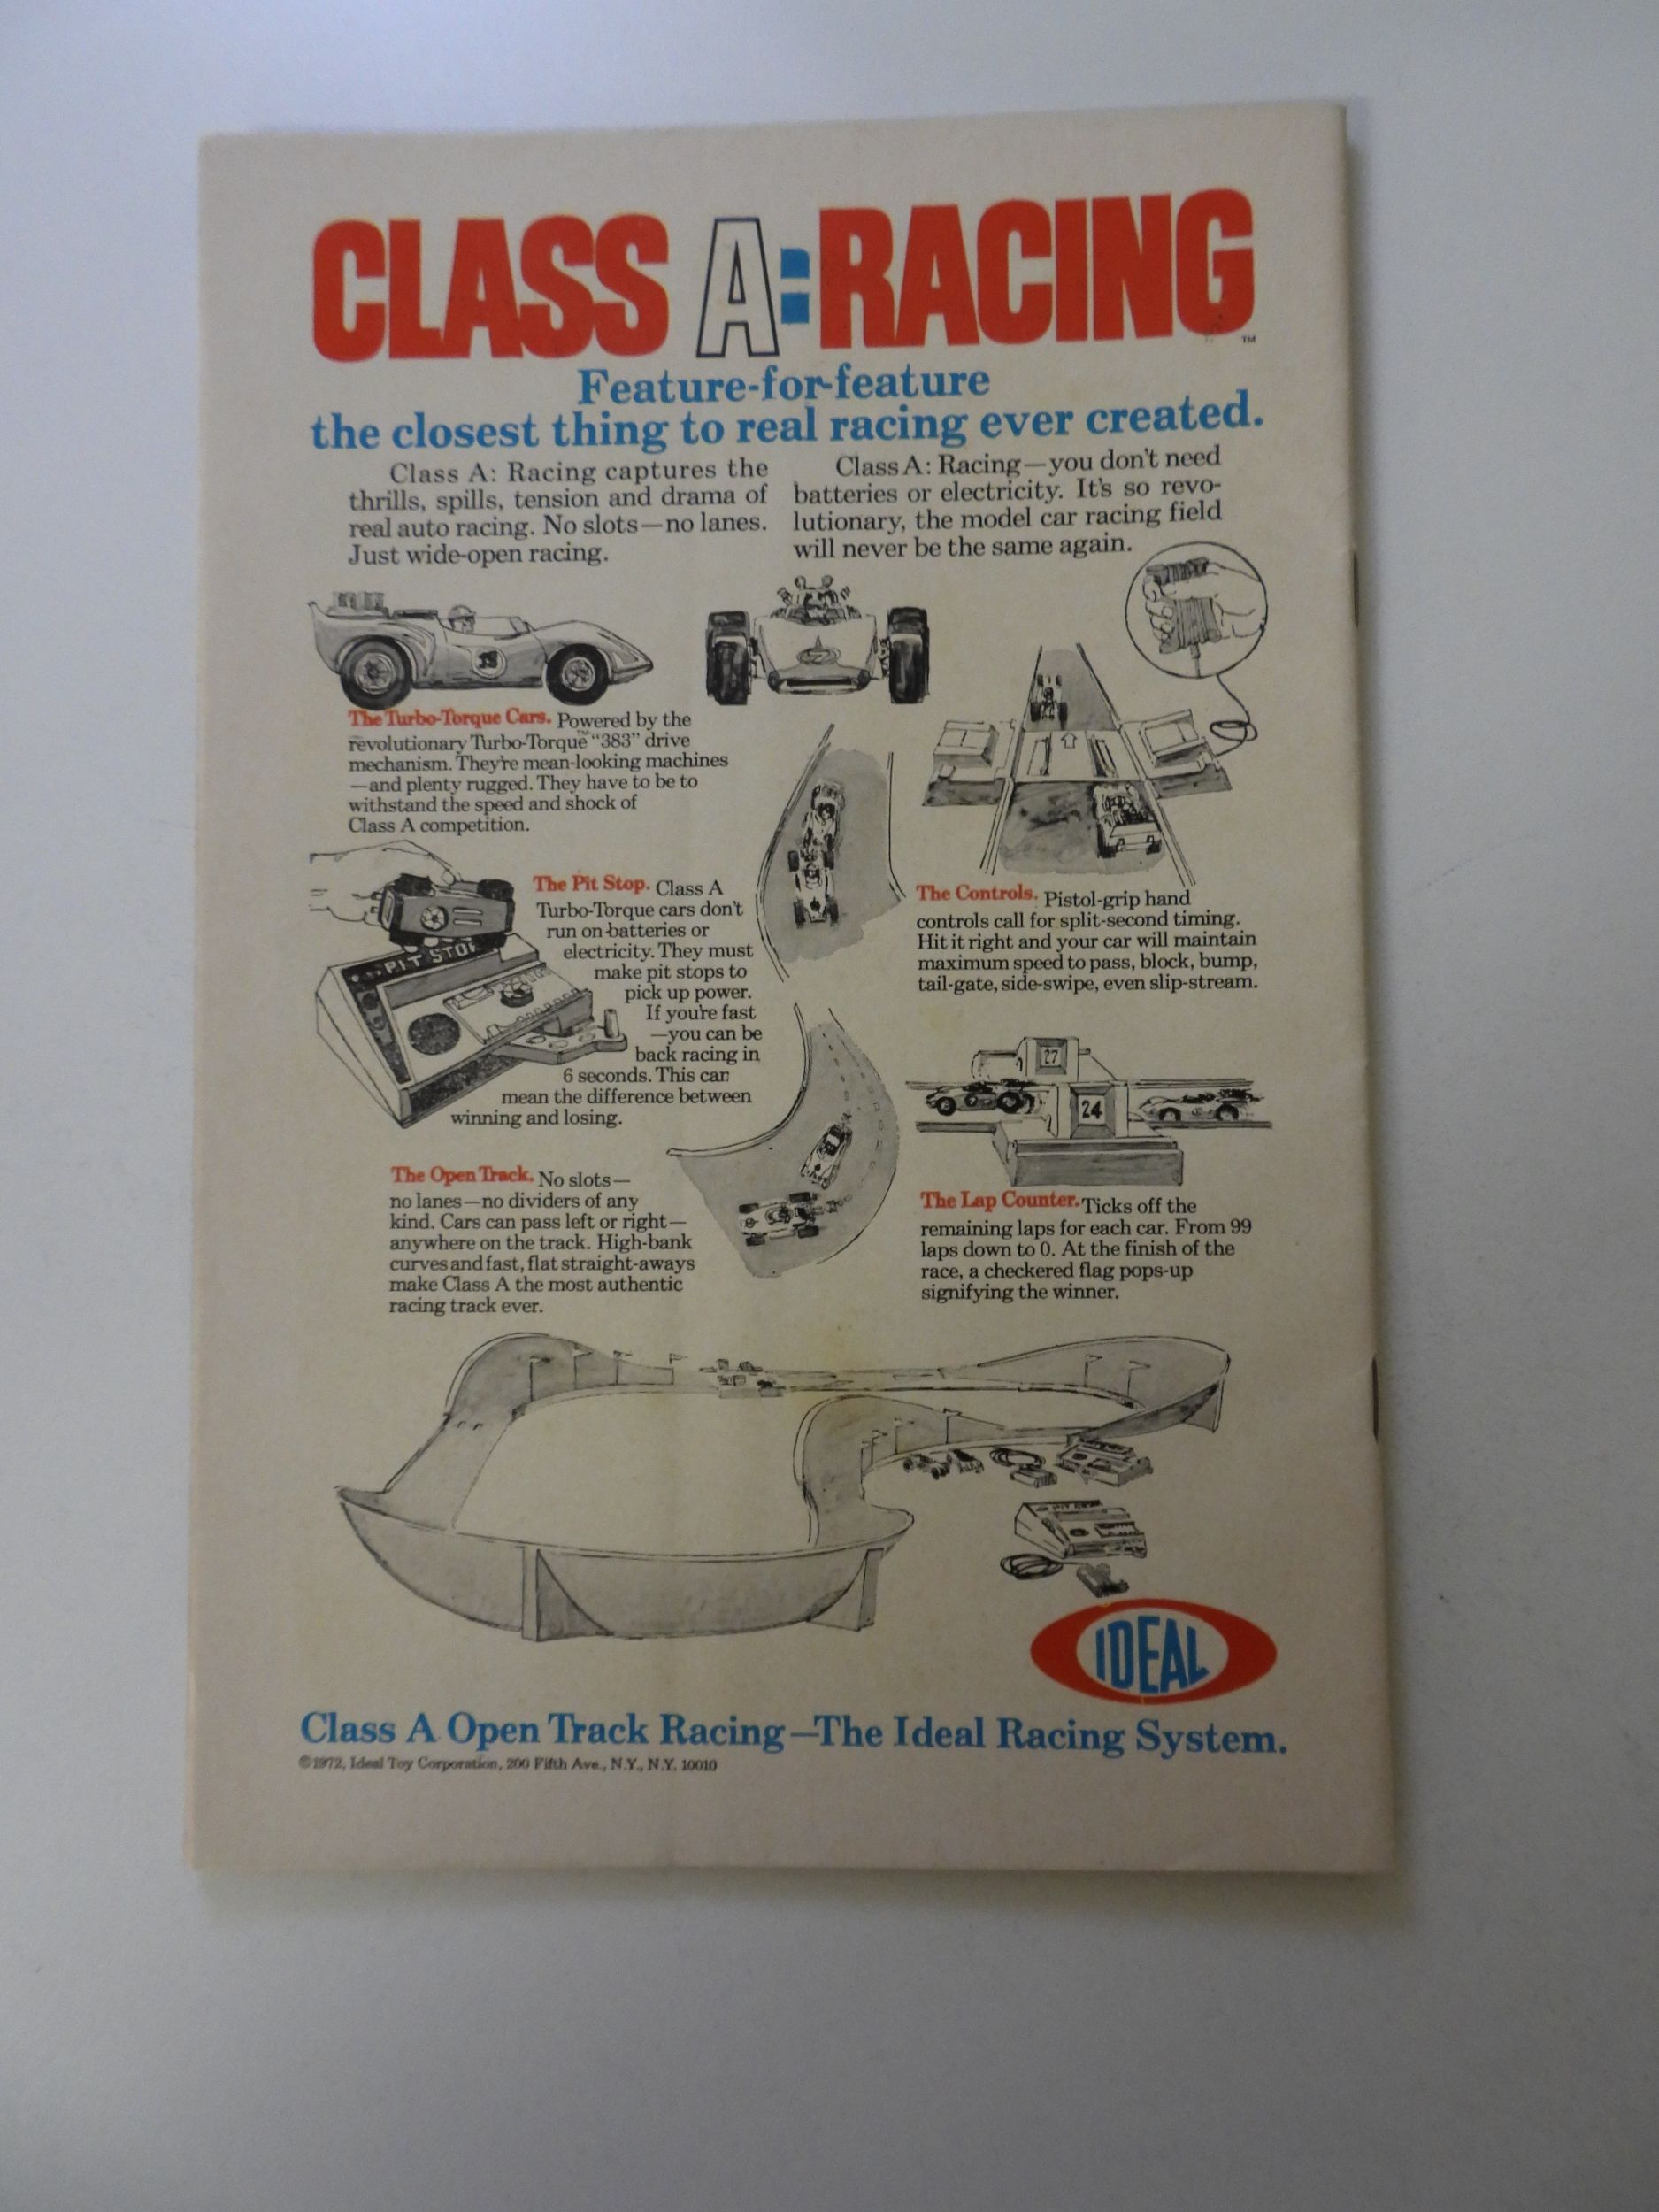 CLASS A:RACING
TM
Feature-for-feature
the closest thing to real racing ever created.
Class A: Racing captures the
thrills, spills, tension and drama of
real auto racing. No slots—no lanes.
Just wide-open racing.
Class A: Racing—you don't need
batteries or electricity. It's so revo-
lutionary, the model car racing field
will never be the same again.
The Turbo-Torque Cars. Powered by the
revolutionary Turbo-Torque™ "383" drive
mechanism. They're mean-looking machines
—and plenty rugged. They have to be to
withstand the speed and shock of
Class A competition.
PIT STOP
The Pit Stop. Class A
Turbo-Torque cars don't
run on batteries or
electricity. They must
make pit stops to
pick up power.
If you're fast
—you can be
back racing in
6 seconds. This can
mean the difference between
winning and losing.
The Controls. Pistol-grip hand
controls call for split-second timing.
Hit it right and your car will maintain
maximum speed to pass, block, bump,
tail-gate, side-swipe, even slip-stream.
27
24
The Open Track. No slots—
no lanes—no dividers of any
kind. Cars can pass left or right—
anywhere on the track. High-bank
curves and fast, flat straight-aways
make Class A the most authentic
racing track ever.
The Lap Counter. Ticks off the
remaining laps for each car. From 99
laps down to 0. At the finish of the
race, a checkered flag pops-up
signifying the winner.
IDEAL
Class A Open Track Racing—The Ideal Racing System.
©1972, Ideal Toy Corporation, 200 Fifth Ave., N.Y., N.Y. 10010